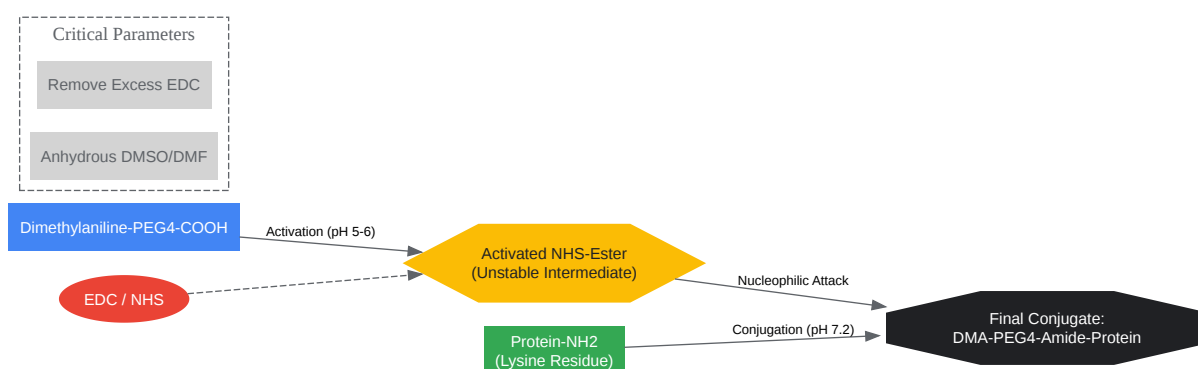 Critical Parameters
Remove Excess EDC
Anhydrous DMSO/DMF
Dimethylaniline-PEG4-COOH
Activation (pH 5-6)
EDC / NHS
Activated NHS-Ester
(Unstable Intermediate)
Nucleophilic Attack
Protein-NH2
(Lysine Residue)
Conjugation (pH 7.2)
Final Conjugate:
DMA-PEG4-Amide-Protein